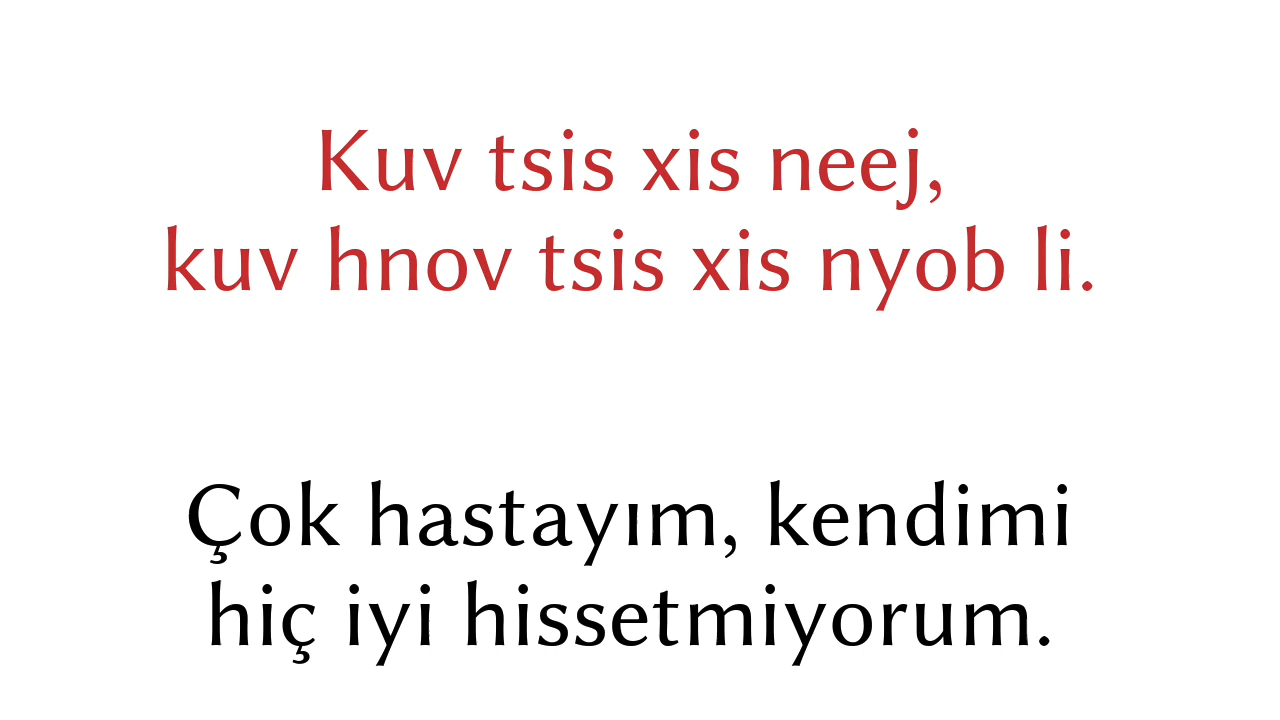 Kuv tsis xis neej,
kuv hnov tsis xis nyob li.
Çok hastayım, kendimi
hiç iyi hissetmiyorum.